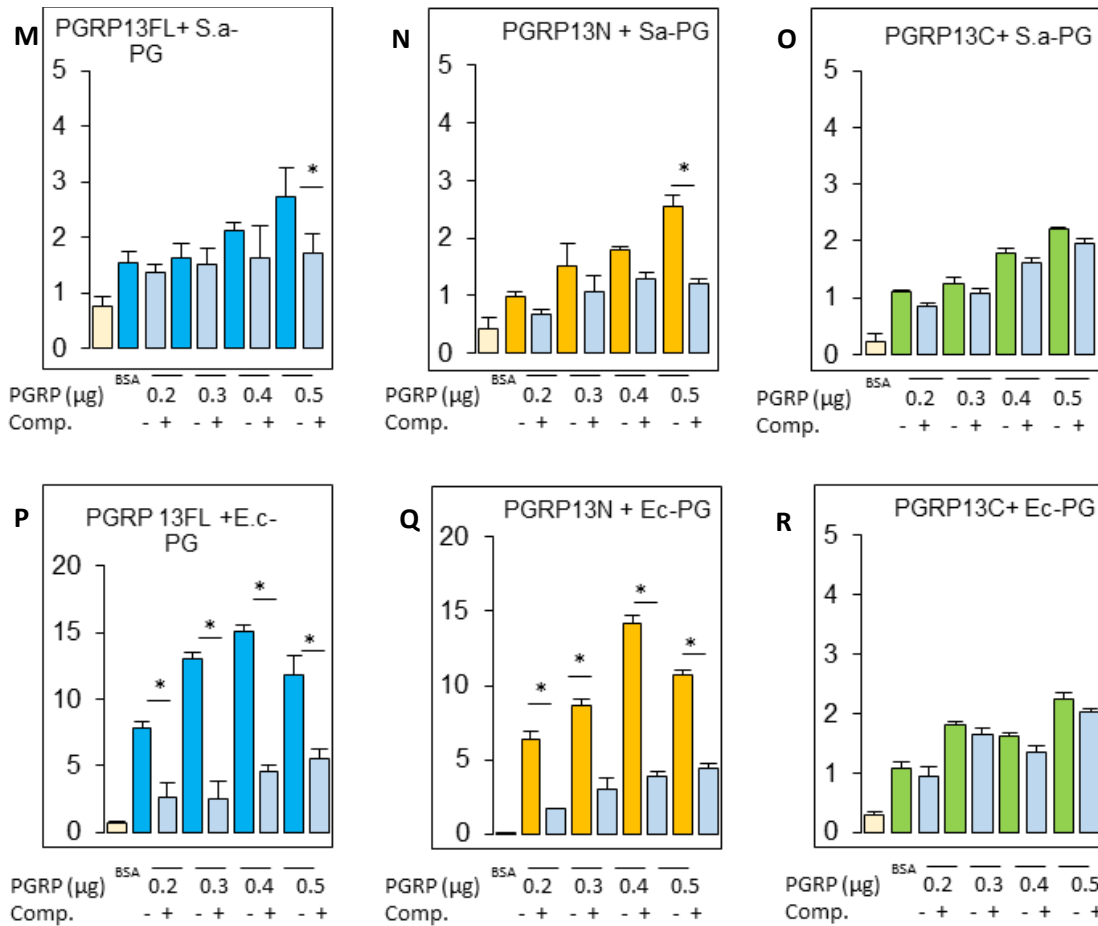 M
PGRP13FL+ S.a-
PG
5
4
3
2
1
0
*
BSA
PGRP (µg) 0.2 0.3 0.4 0.5
Comp. - + - + - + - +
N
PGRP13N + Sa-PG
5
4
3
2
1
0
*
BSA
PGRP (µg) 0.2 0.3 0.4 0.5
Comp. - + - + - + - +
O
PGRP13C+ S.a-PG
5
4
3
2
1
0
BSA
PGRP (µg) 0.2 0.3 0.4 0.5
Comp. - + - + - + - +
P
PGRP 13FL +E.c-
PG
20
15
10
5
0
* * * *
BSA
PGRP (µg) 0.2 0.3 0.4 0.5
Comp. - + - + - + - +
Q
PGRP13N + Ec-PG
20
15
10
5
0
* * * *
BSA
PGRP (µg) 0.2 0.3 0.4 0.5
Comp. - + - + - + - +
R
PGRP13C+ Ec-PG
5
4
3
2
1
0
BSA
PGRP (µg) 0.2 0.3 0.4 0.5
Comp. - + - + - + - +